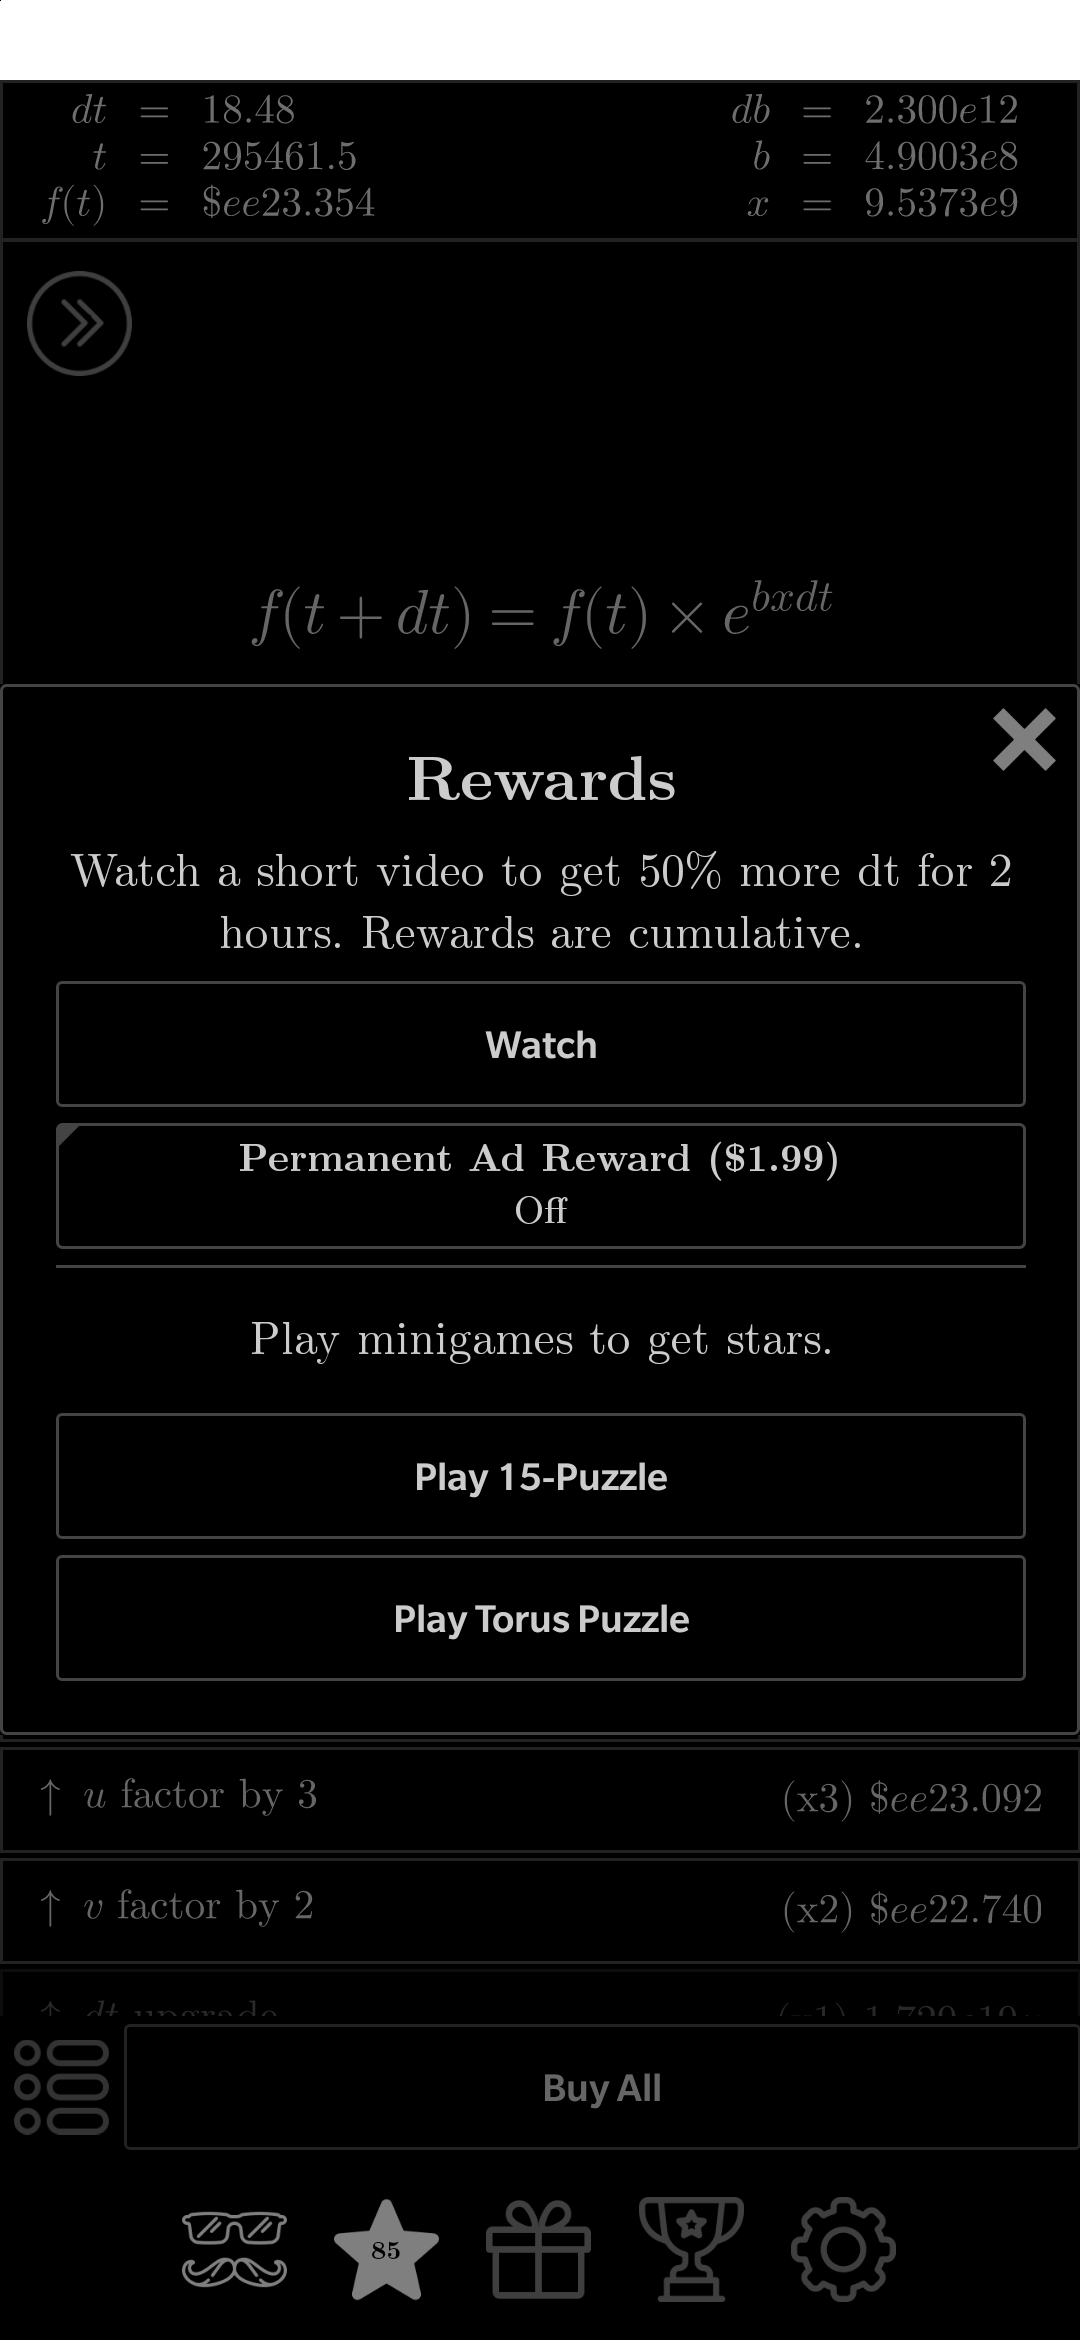 dt = 18.48 db = 2.300e12
t = 295461.5 b = 4.9003e8
f(t) = $ee23.354 x = 9.5373e9
f(t + dt) = f(t) × e^{bxdt}
Rewards
Watch a short video to get 50% more dt for 2
hours. Rewards are cumulative.
Watch
Permanent Ad Reward ($1.99)
Off
Play minigames to get stars.
Play 15-Puzzle
Play Torus Puzzle
↑ u factor by 3 (x3) $ee23.092
↑ v factor by 2 (x2) $ee22.740
↑ dt upgrade
Buy All
85